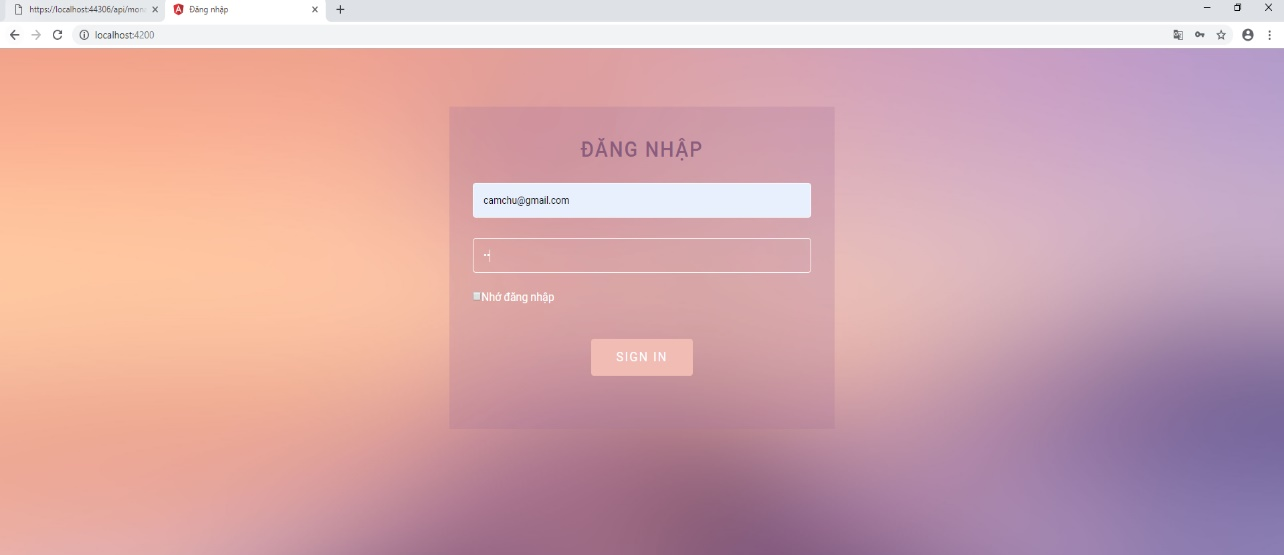 https://localhost:44306/api/mon
Đăng nhập
localhost:4200
ĐĂNG NHẬP
camchu@gmail.com
Nhớ đăng nhập
SIGN IN